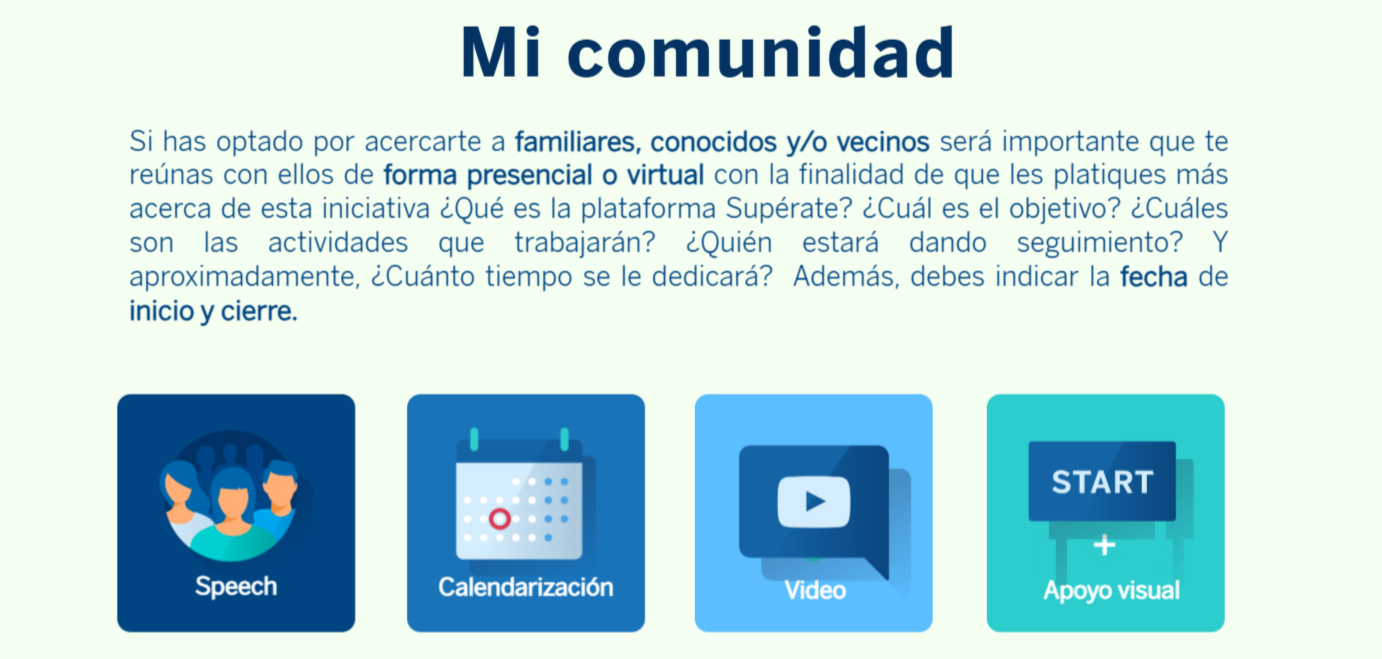 Mi comunidad
Si has optado por acercarte a familiares, conocidos y/o vecinos será importante que te
reúnas con ellos de forma presencial o virtual con la finalidad de que les platiques más
acerca de esta iniciativa ¿Qué es la plataforma Supérate? ¿Cuál es el objetivo? ¿Cuáles
son las actividades que trabajarán? ¿Quién estará dando seguimiento? Y
aproximadamente, ¿Cuánto tiempo se le dedicará? Además, debes indicar la fecha de
inicio y cierre.
START
+
Speech
Calendarización
Video
Apoyo visual